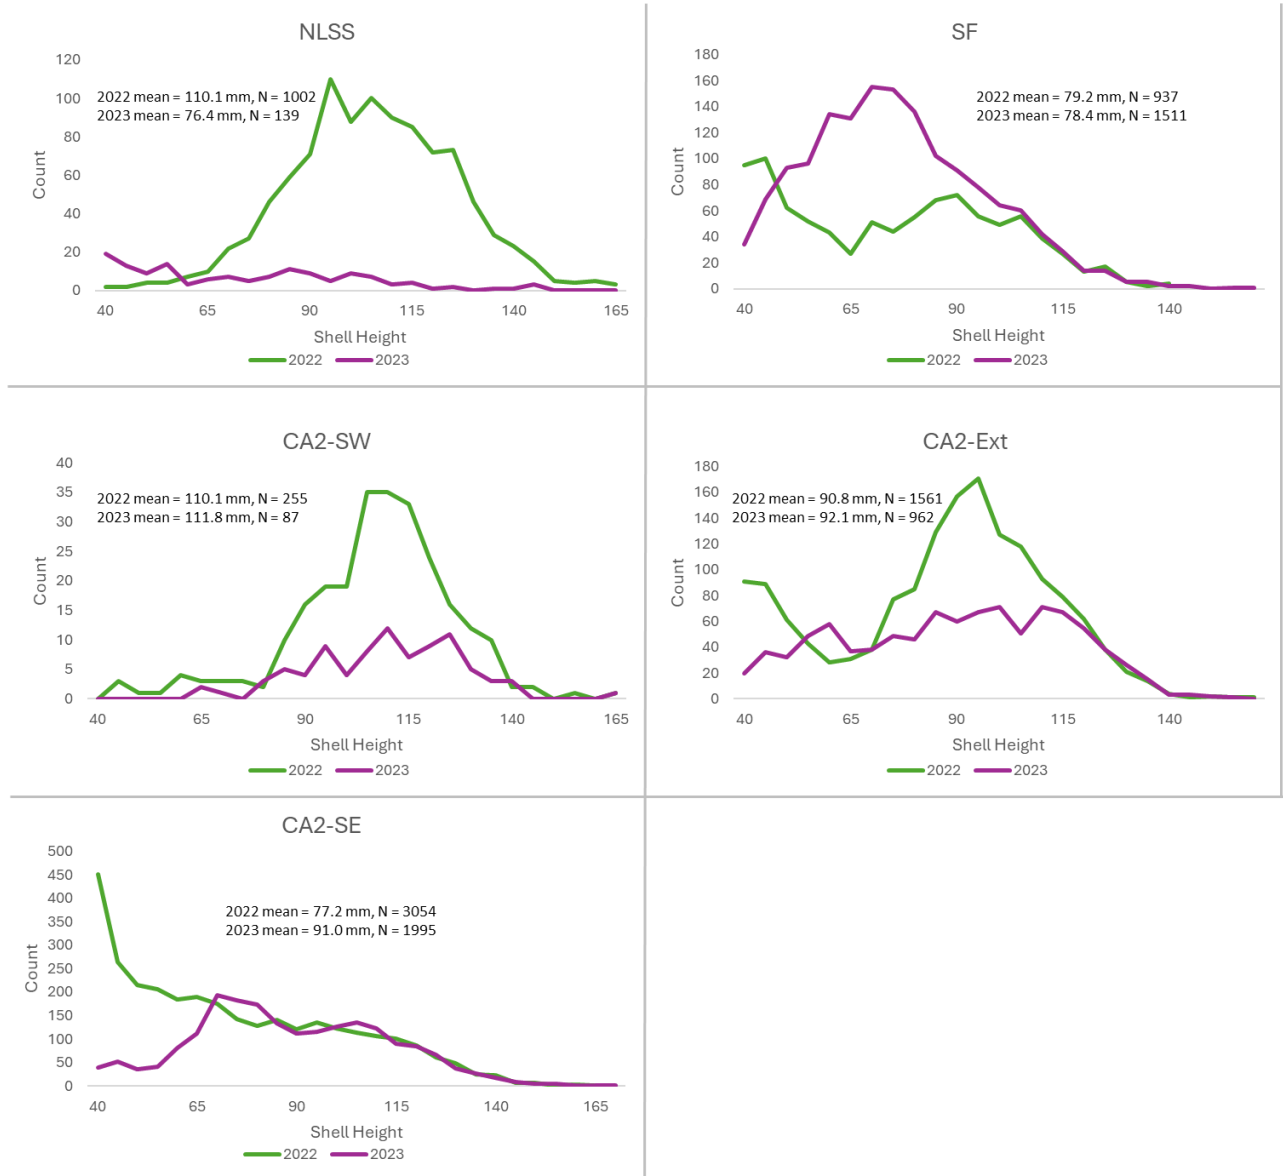 NLSS
120
100
80
60
40
20
0
Count
2022 mean = 110.1 mm, N = 1002
2023 mean = 76.4 mm, N = 139
40 65 90 115 140 165
Shell Height
2022 2023
SF
180
160
140
120
100
80
60
40
20
0
Count
2022 mean = 79.2 mm, N = 937
2023 mean = 78.4 mm, N = 1511
40 65 90 115 140
Shell Height
2022 2023
CA2-SW
40
35
30
25
20
15
10
5
0
Count
2022 mean = 110.1 mm, N = 255
2023 mean = 111.8 mm, N = 87
40 65 90 115 140 165
Shell Height
2022 2023
CA2-Ext
180
160
140
120
100
80
60
40
20
0
Count
2022 mean = 90.8 mm, N = 1561
2023 mean = 92.1 mm, N = 962
40 65 90 115 140
Shell Height
2022 2023
CA2-SE
500
450
400
350
300
250
200
150
100
50
0
Count
2022 mean = 77.2 mm, N = 3054
2023 mean = 91.0 mm, N = 1995
40 65 90 115 140 165
Shell Height
2022 2023